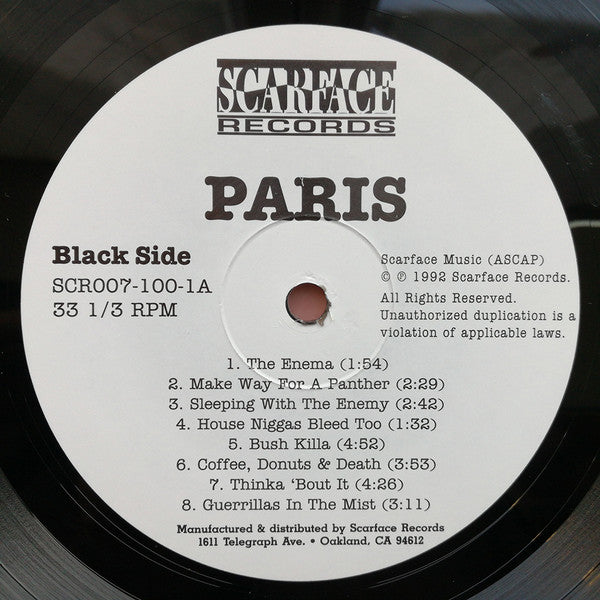 SCARFACE
RECORDS
PARIS
Black Side
SCR007-100-1A
33 1/3 RPM
Scarface Music (ASCAP)
© ℗ 1992 Scarface Records.
All Rights Reserved.
Unauthorized duplication is a
violation of applicable laws.
1. The Enema (1:54)
2. Make Way For A Panther (2:29)
3. Sleeping With The Enemy (2:42)
4. House Niggas Bleed Too (1:32)
5. Bush Killa (4:52)
6. Coffee, Donuts & Death (3:53)
7. Thinka ‘Bout It (4:26)
8. Guerrillas In The Mist (3:11)
Manufactured & distributed by Scarface Records
1611 Telegraph Ave. • Oakland, CA 94612